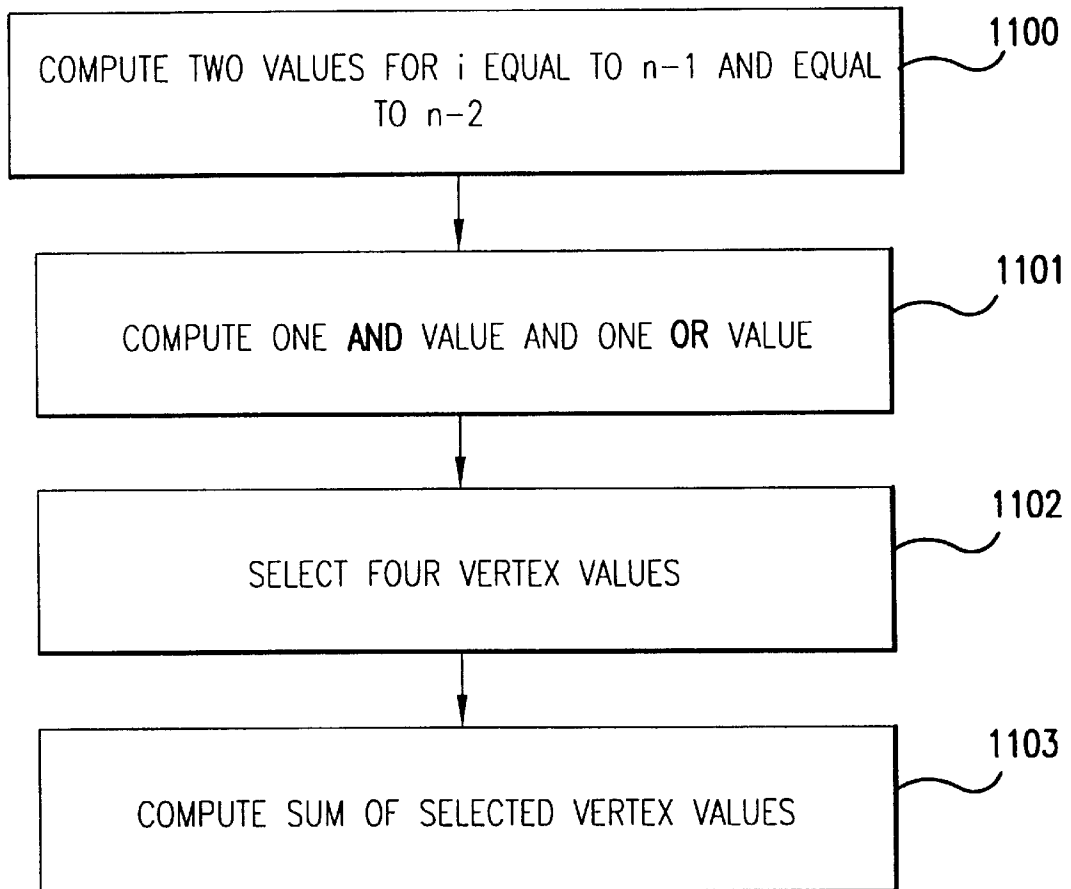 1100
COMPUTE TWO VALUES FOR i EQUAL TO n-1 AND EQUAL
TO n-2
1101
COMPUTE ONE AND VALUE AND ONE OR VALUE
1102
SELECT FOUR VERTEX VALUES
1103
COMPUTE SUM OF SELECTED VERTEX VALUES